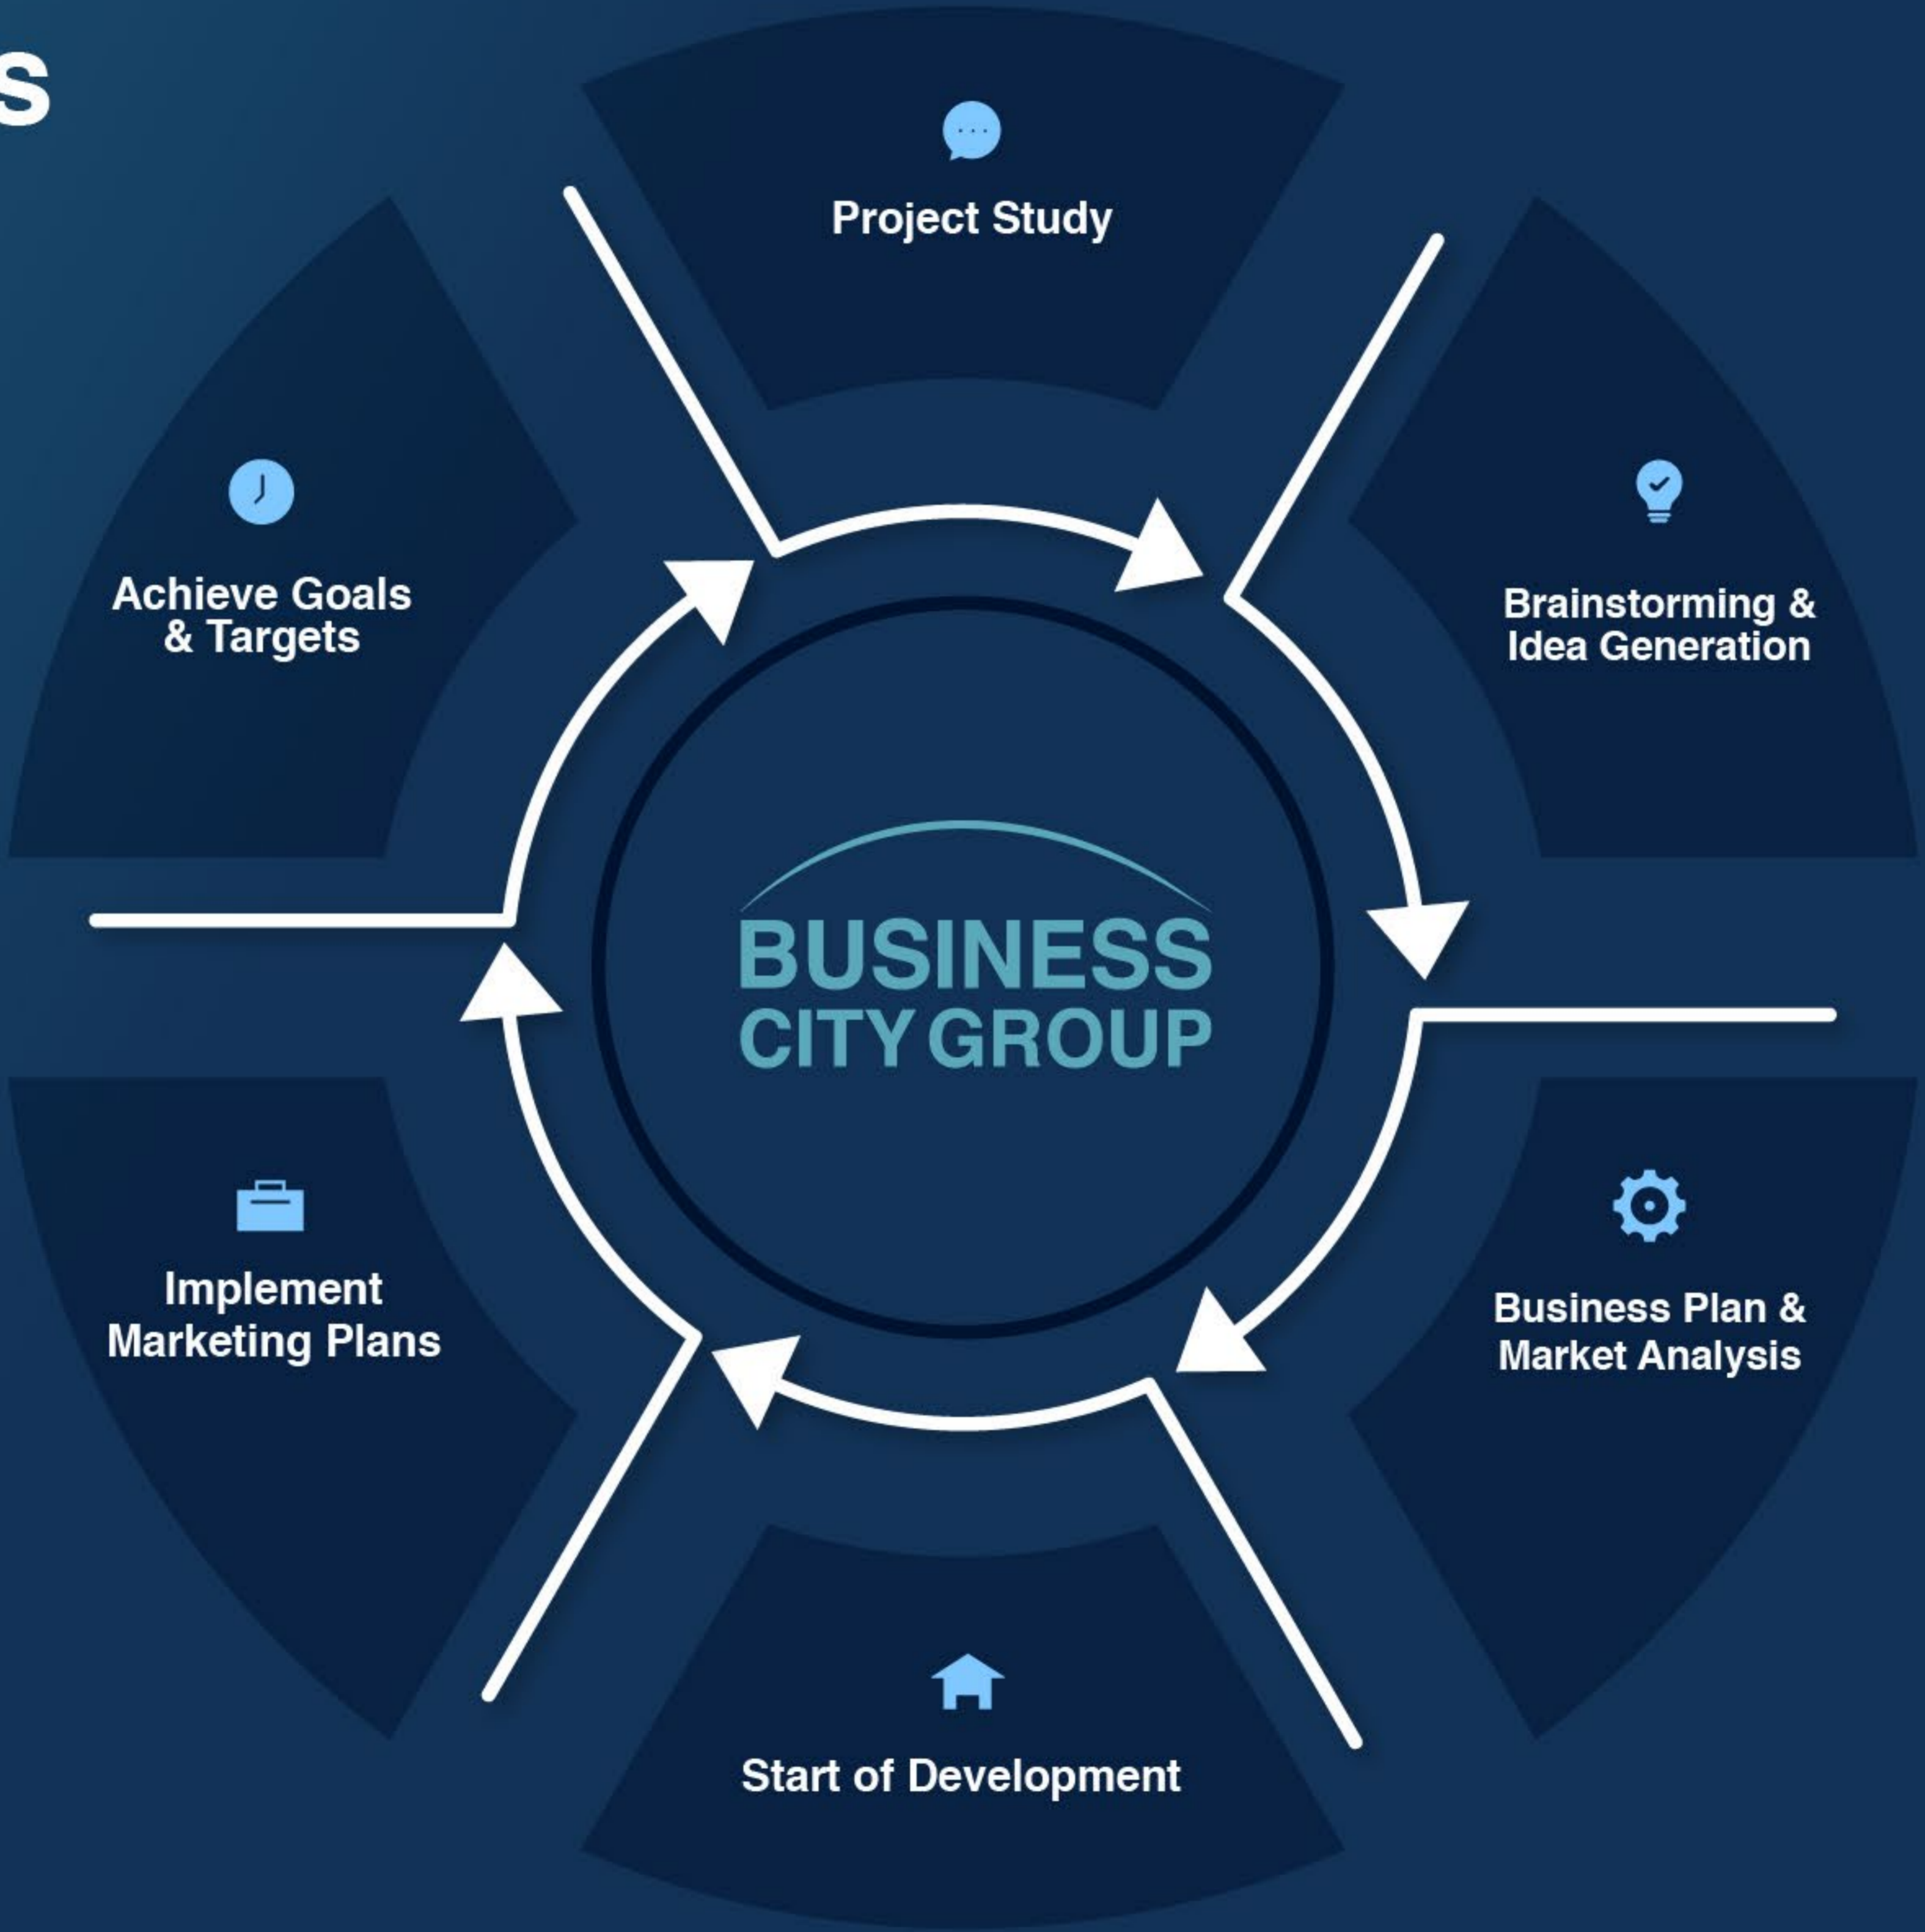 s
Project Study
Brainstorming &
Idea Generation
Business Plan &
Market Analysis
Start of Development
Implement
Marketing Plans
Achieve Goals
& Targets
BUSINESS
CITY GROUP